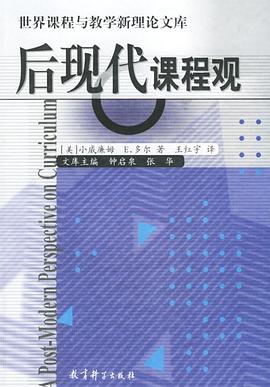 世界课程与教学新理论文库
后现代课程观
[美]小威廉姆 E.多尔 著 王红宇 译
文库主编 钟启泉 张华
A Post-Modern Perspective on Curriculum
教育科学出版社